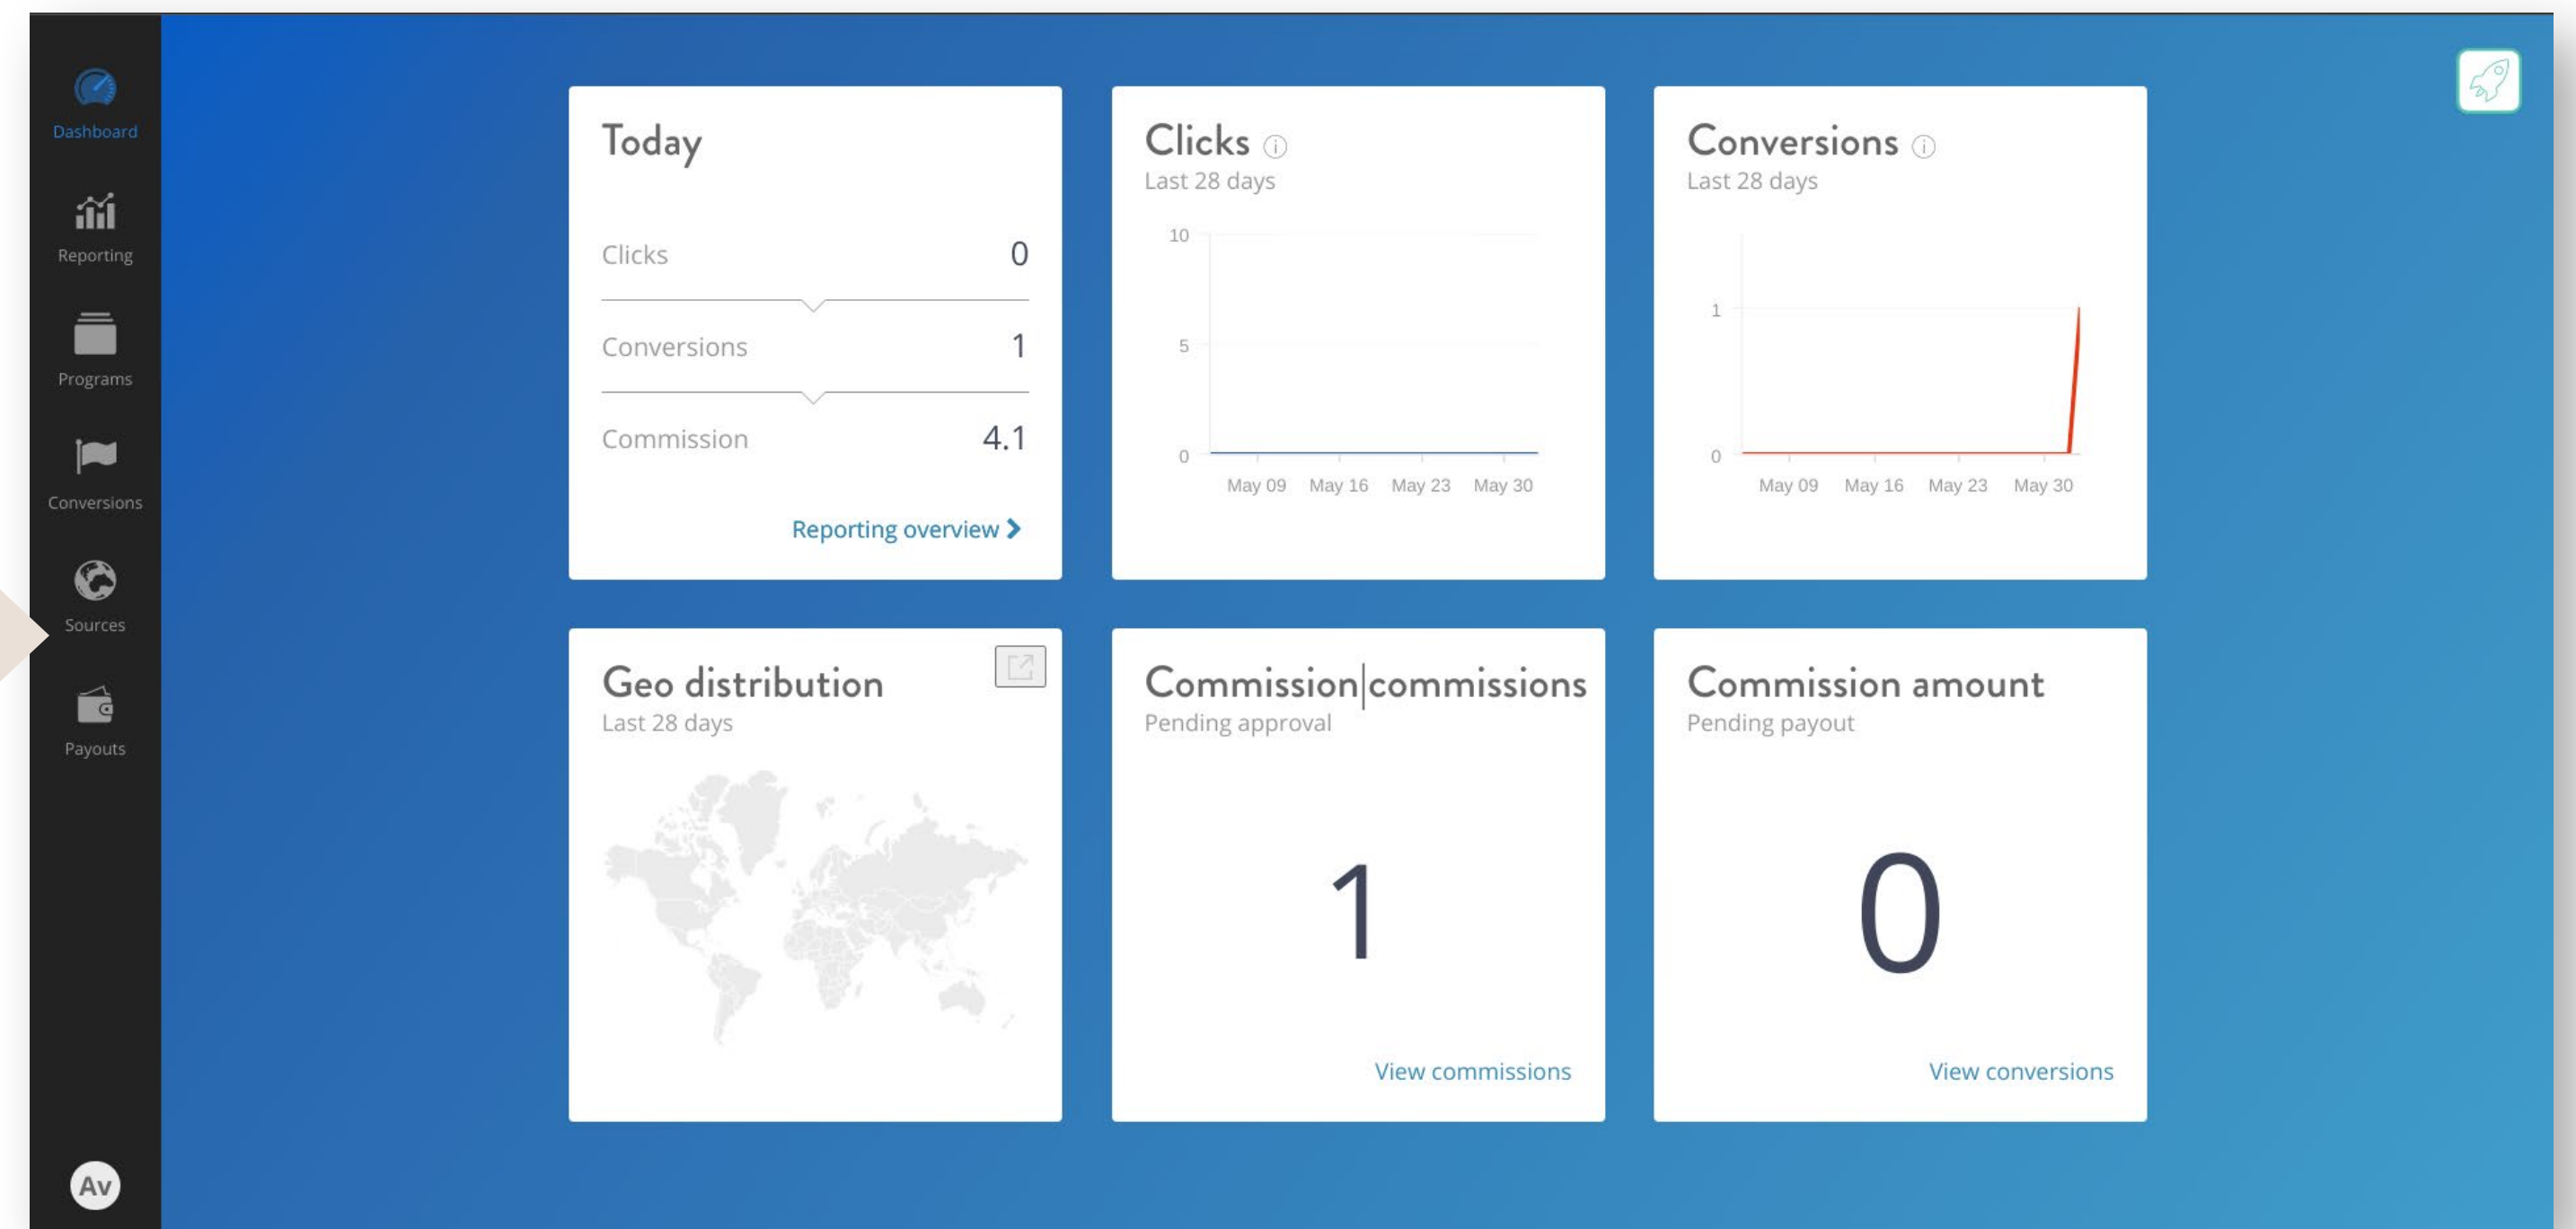 Dashboard
Reporting
Programs
Conversions
Sources
Payouts
Av
Today
Clicks 0
Conversions 1
Commission 4.1
Reporting overview
Clicks
Last 28 days
10
5
0
May 09 May 16 May 23 May 30
Conversions
Last 28 days
1
0
May 09 May 16 May 23 May 30
Geo distribution
Last 28 days
Commission|commissions
Pending approval
1
View commissions
Commission amount
Pending payout
0
View conversions